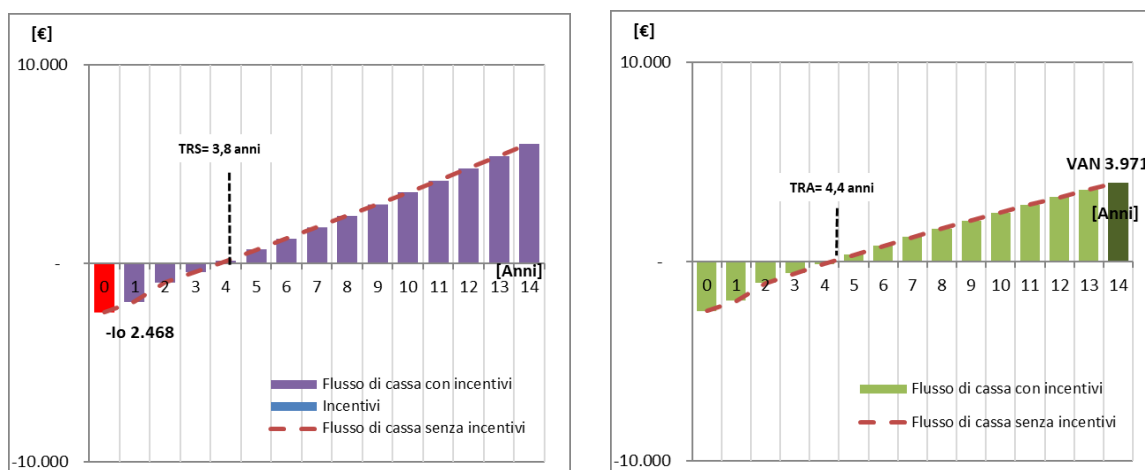 [€]
10.000
TRS= 3,8 anni
-
[Anni]
0 1 2 3 4 5 6 7 8 9 10 11 12 13 14
-Io 2.468
Flusso di cassa con incentivi
Incentivi
Flusso di cassa senza incentivi
-10.000
[€]
10.000
VAN 3.971
TRA= 4,4 anni
[Anni]
-
0 1 2 3 4 5 6 7 8 9 10 11 12 13 14
Flusso di cassa con incentivi
Flusso di cassa senza incentivi
-10.000